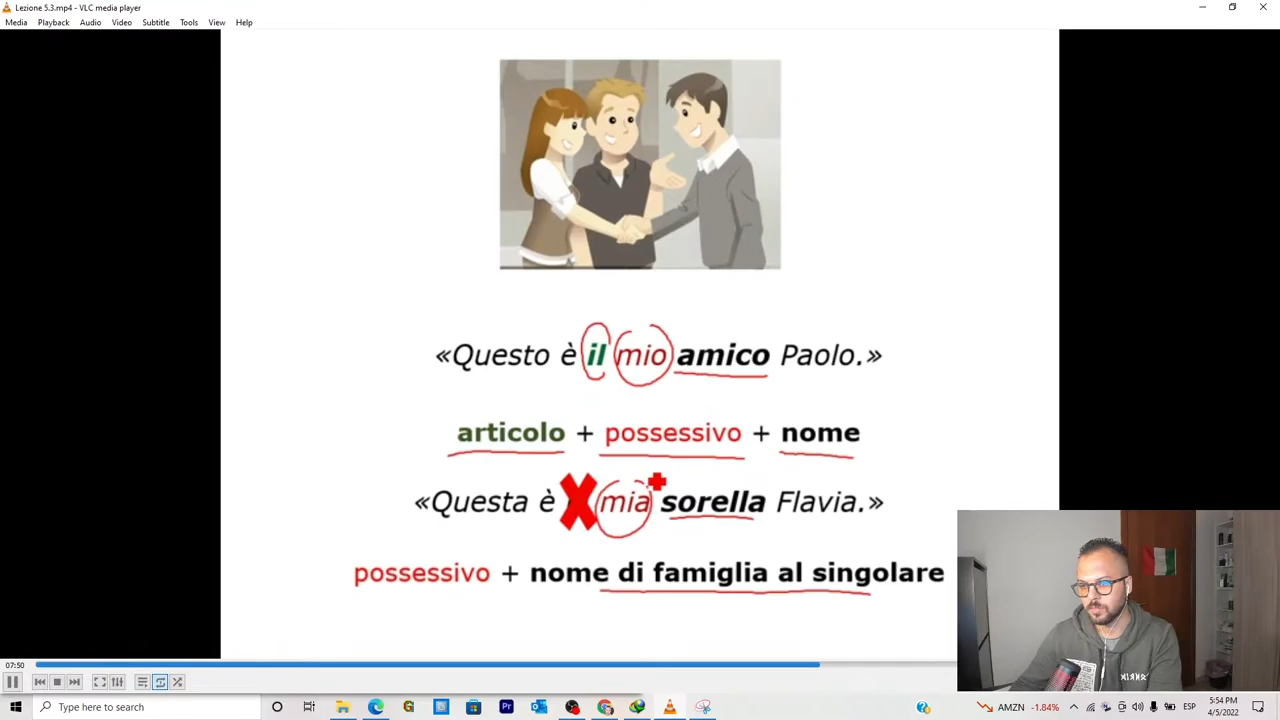 Lezione 5.3.mp4 - VLC media player
Media Playback Audio Video Subtitle Tools View Help
«Questo è il mio amico Paolo.»
articolo + possessivo + nome
«Questa è mia sorella Flavia.»
possessivo + nome di famiglia al singolare
07:50
Type here to search
AMZN -1.84%
ESP
5:54 PM
4/5/2022